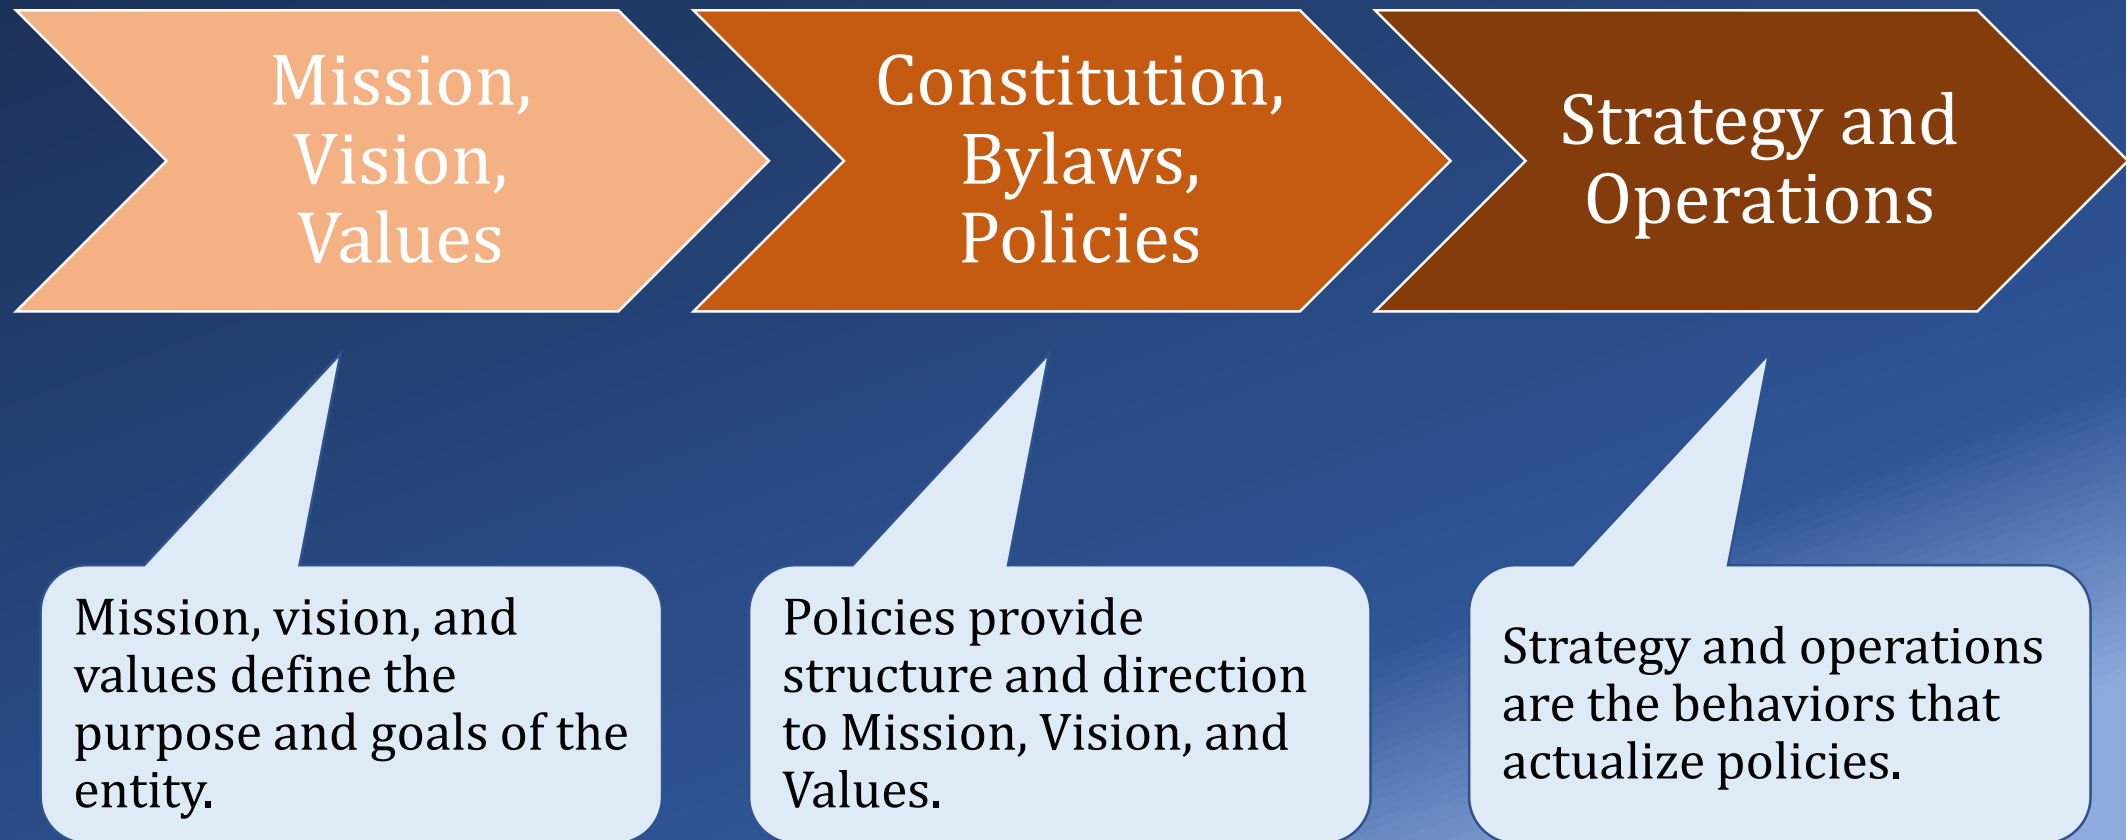 Mission,
Vision,
Values
Constitution,
Bylaws,
Policies
Strategy and
Operations
Mission, vision, and
values define the
purpose and goals of the
entity.
Policies provide
structure and direction
to Mission, Vision, and
Values.
Strategy and operations
are the behaviors that
actualize policies.